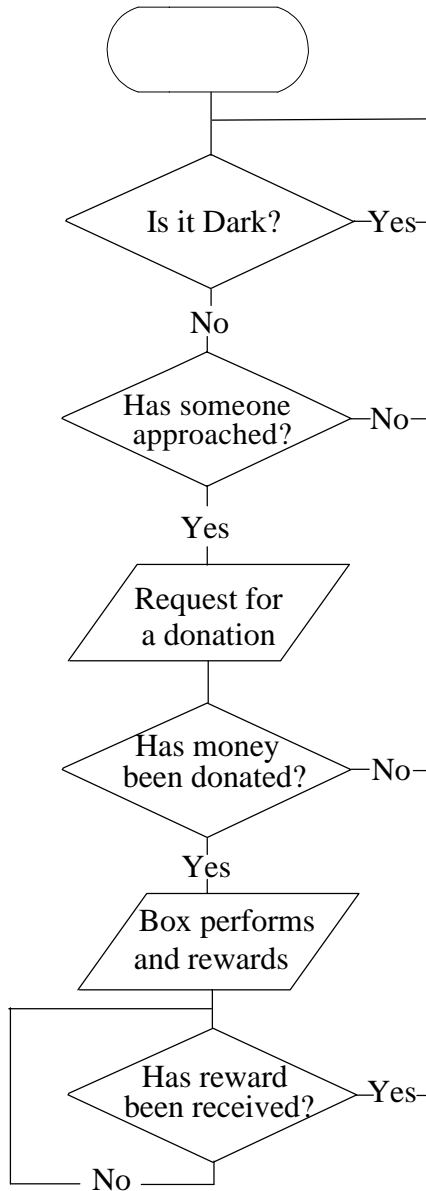 Is it Dark?
Yes
No
Has someone
approached?
No
Yes
Request for
a donation
Has money
been donated?
No
Yes
Box performs
and rewards
Has reward
been received?
Yes
No